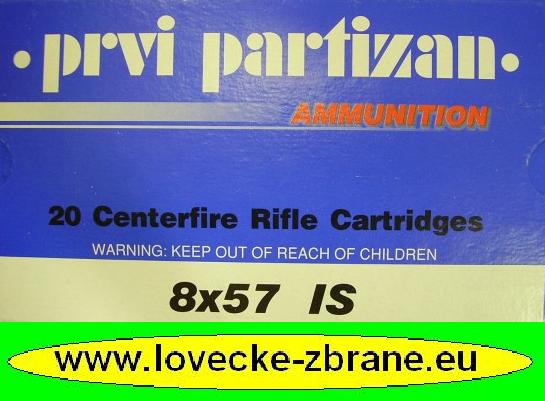 • prvi partizan •
AMMUNITION
20 Centerfire Rifle Cartridges
WARNING: KEEP OUT OF REACH OF CHILDREN
8x57 IS
www.lovecke-zbrane.eu